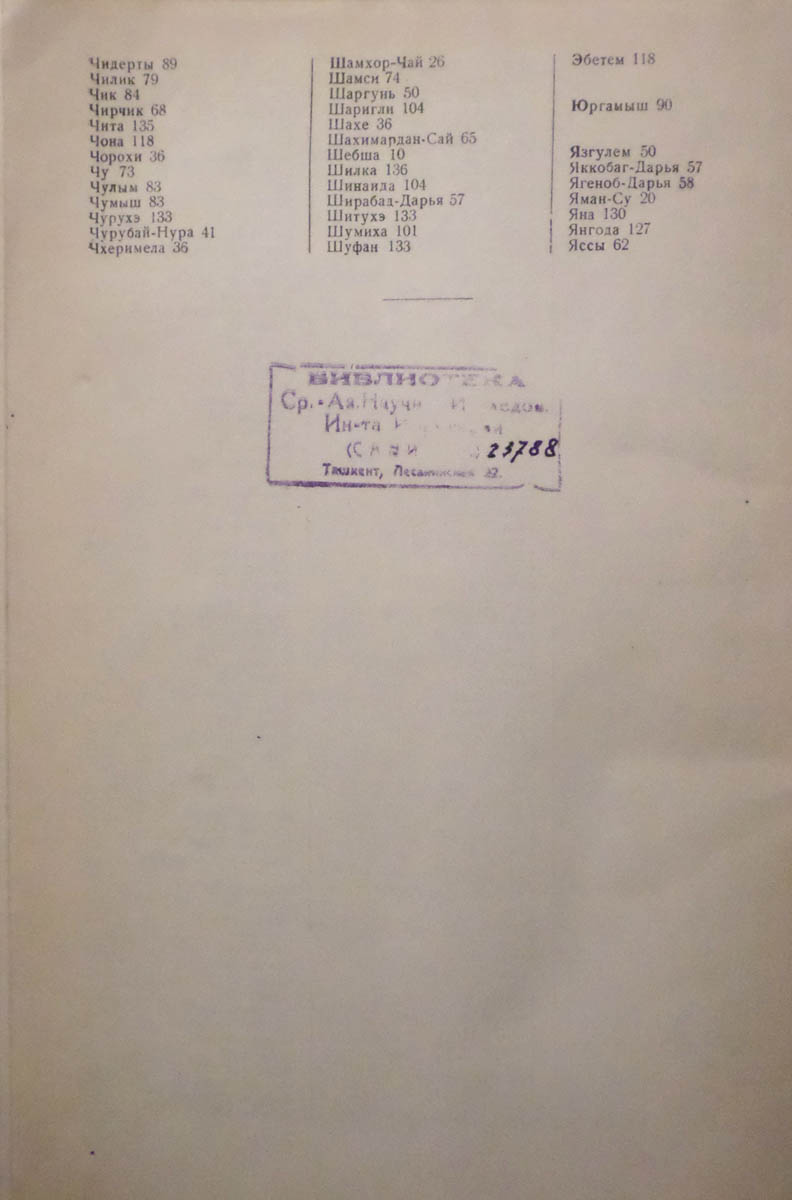 Чидерты 89
Чилик 79
Чик 84
Чирчик 68
Чита 135
Чона 118
Чорохи 36
Чу 73
Чулым 83
Чумыш 83
Чурухэ 133
Чурубай-Нура 41
Чхеримела 36
Шамхор-Чай 26
Шамси 74
Шаргунь 50
Шаригли 104
Шахе 36
Шахимардан-Сай 65
Шебша 10
Шилка 136
Шинаида 104
Ширабад-Дарья 57
Шитухэ 133
Шумиха 101
Шуфан 133
Эбетем 118
Юргамыш 90
Язгулем 50
Яккобаг-Дарья 57
Ягеноб-Дарья 58
Яман-Су 20
Яна 130
Янгода 127
Яссы 62
БИБЛИОТЕКА
Ср.-Аз.
Ин-та
23788
Ташкент,